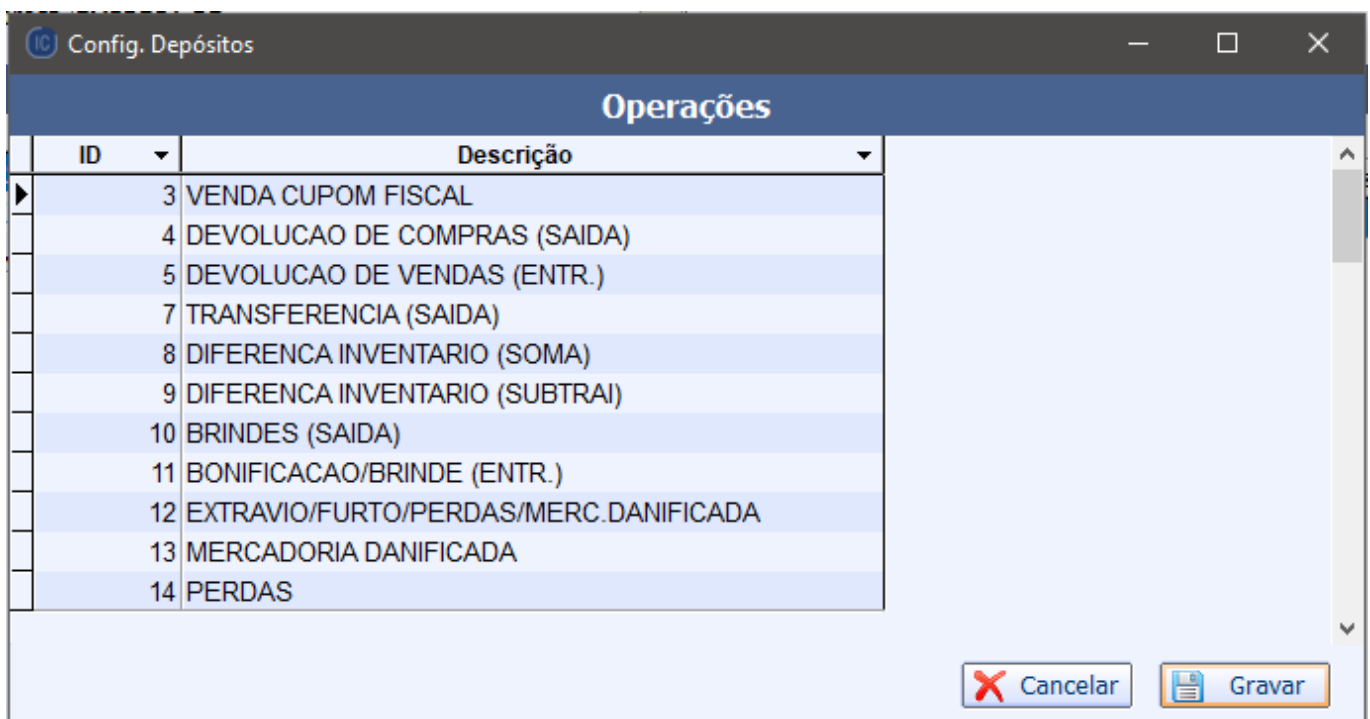 IC Config. Depósitos
Operações
ID Descrição
3 VENDA CUPOM FISCAL
4 DEVOLUCAO DE COMPRAS (SAIDA)
5 DEVOLUCAO DE VENDAS (ENTR.)
7 TRANSFERENCIA (SAIDA)
8 DIFERENCA INVENTARIO (SOMA)
9 DIFERENCA INVENTARIO (SUBTRAI)
10 BRINDES (SAIDA)
11 BONIFICACAO/BRINDE (ENTR.)
12 EXTRAVIO/FURTO/PERDAS/MERC.DANIFICADA
13 MERCADORIA DANIFICADA
14 PERDAS
Cancelar Gravar